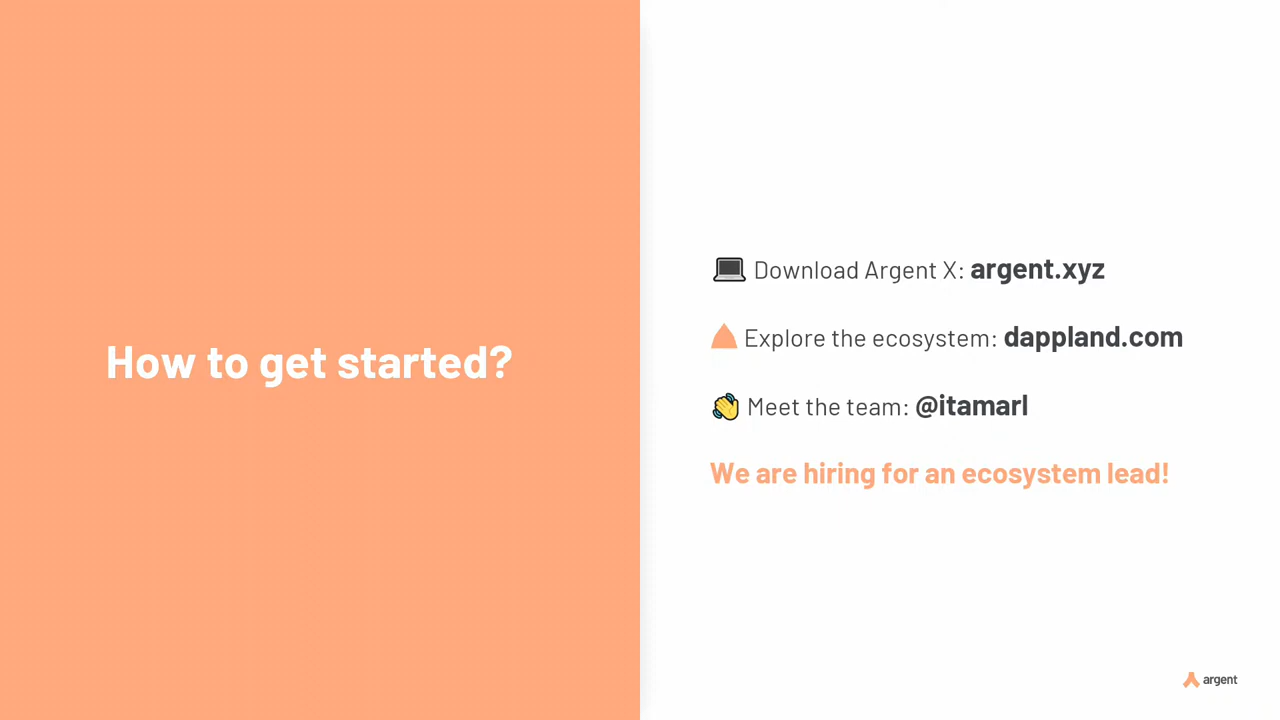 How to get started?
Download Argent X: argent.xyz
Explore the ecosystem: dappland.com
Meet the team: @itamarl
We are hiring for an ecosystem lead!
argent